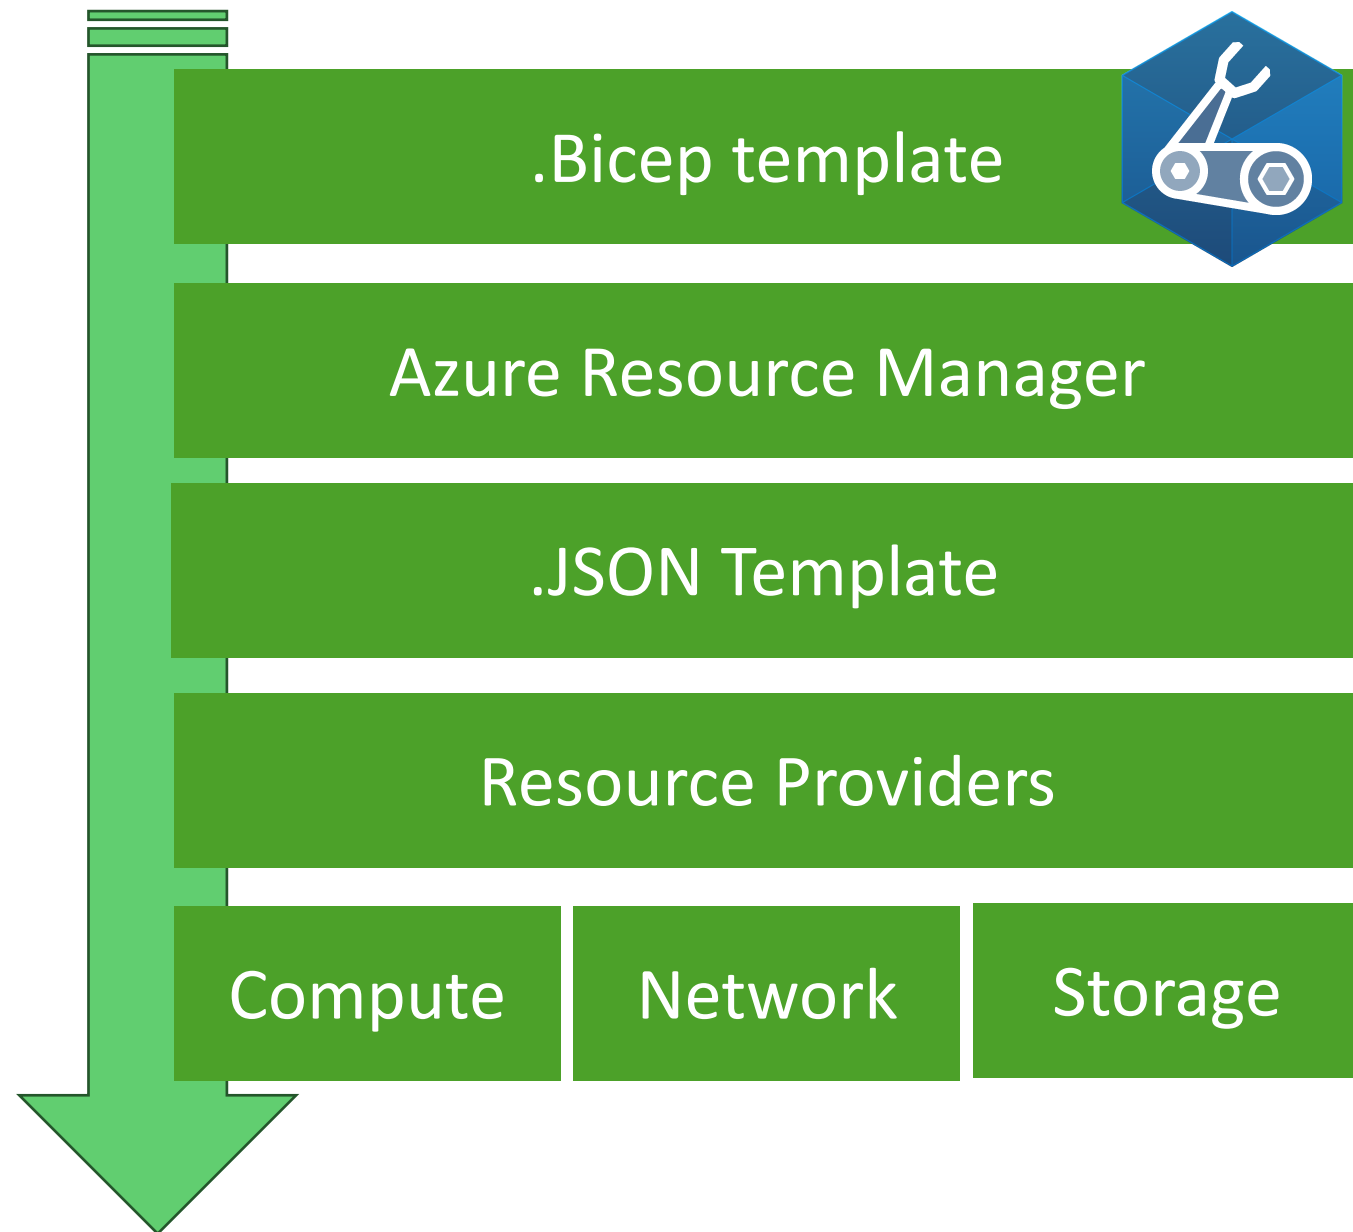 .Bicep template
Azure Resource Manager
.JSON Template
Resource Providers
Compute
Network
Storage